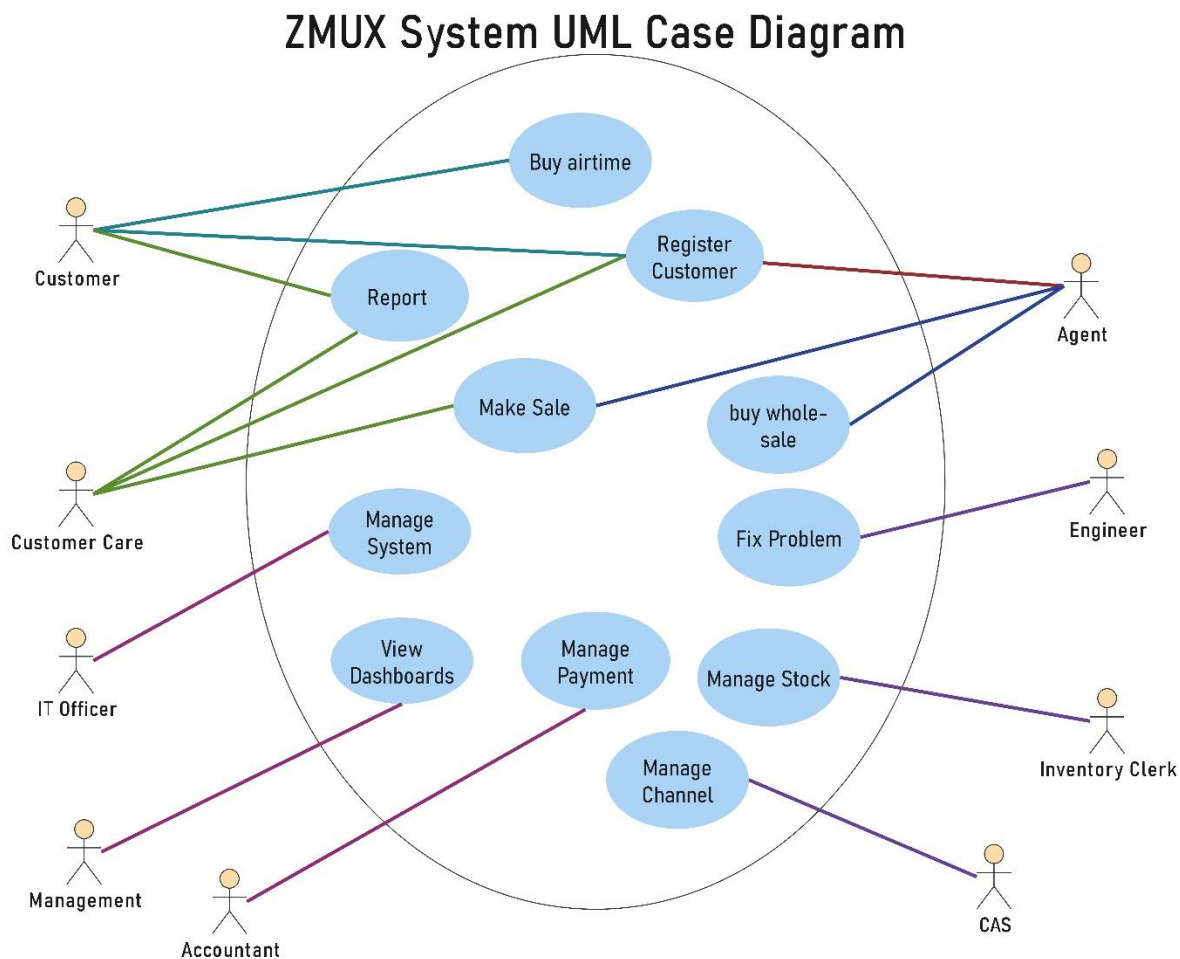 ZMUX System UML Case Diagram
Buy airtime
Register
Customer
Customer
Report
Agent
Make Sale
buy whole-
sale
Customer Care
Manage
System
Fix Problem
Engineer
IT Officer
View
Dashboards
Manage
Payment
Manage Stock
Inventory Clerk
Manage
Channel
Management
Accountant
CAS